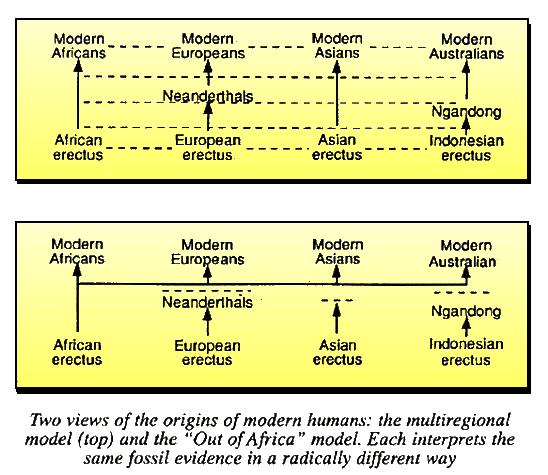 Modern Africans
Modern Europeans
Modern Asians
Modern Australians
Neanderthals
Ngandong
African erectus
European erectus
Asian erectus
Indonesian erectus
Modern Africans
Modern Europeans
Modern Asians
Modern Australian
Neanderthals
Ngandong
African erectus
European erectus
Asian erectus
Indonesian erectus
Two views of the origins of modern humans: the multiregional
model (top) and the “Out of Africa” model. Each interprets the
same fossil evidence in a radically different way